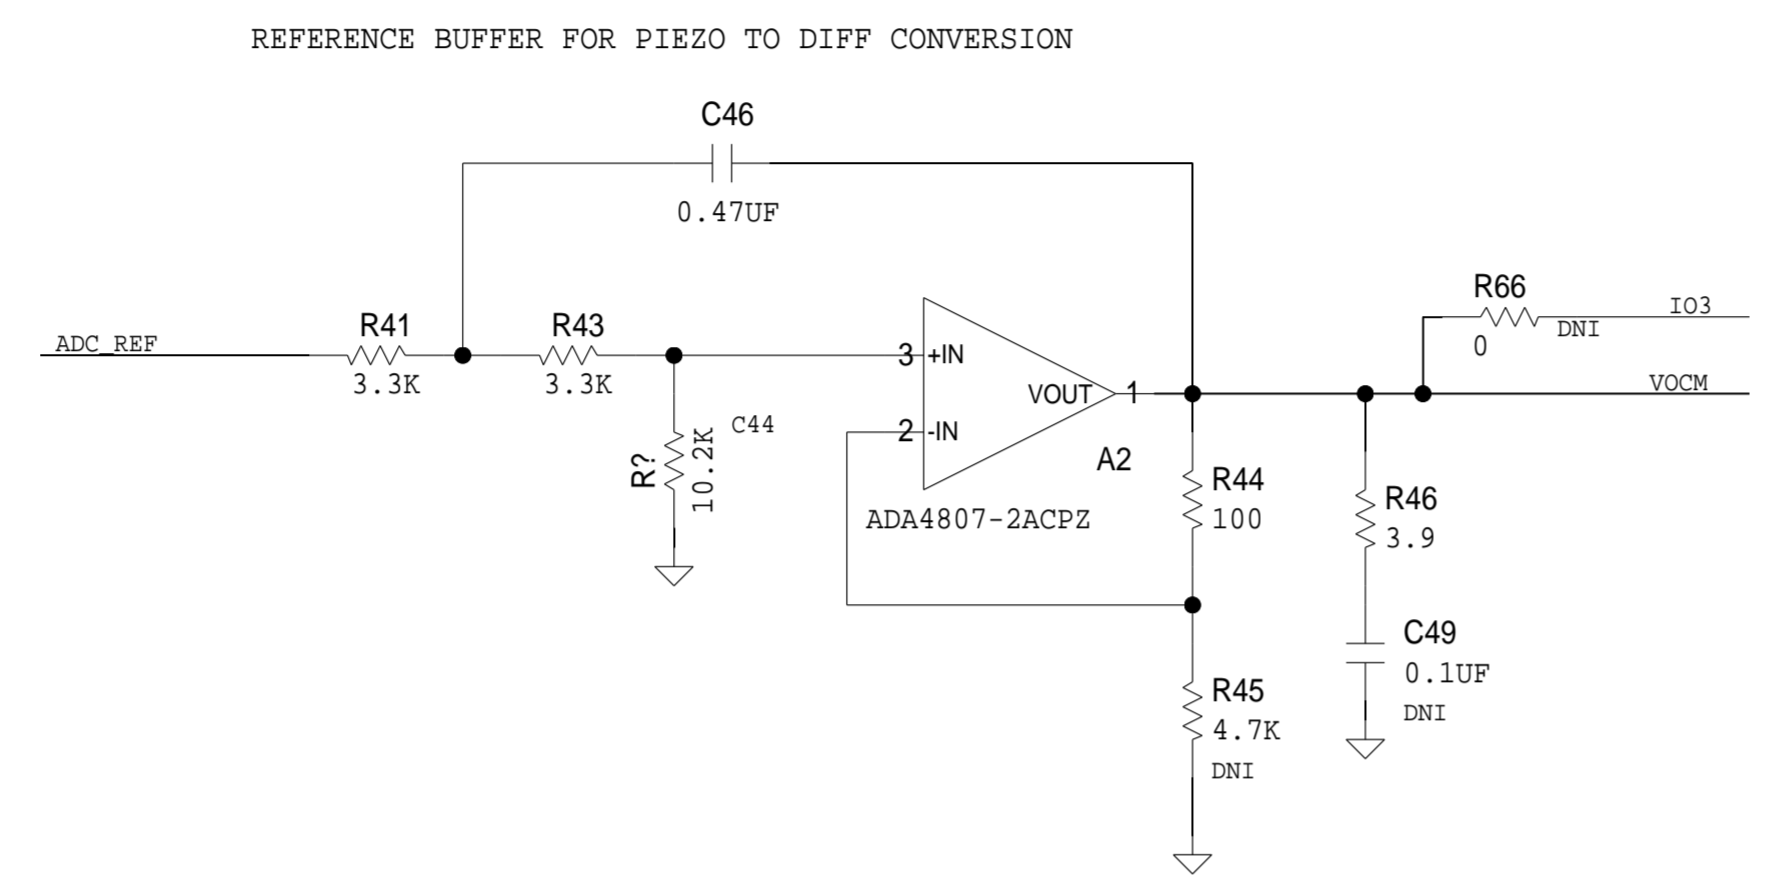 REFERENCE BUFFER FOR PIEZO TO DIFF CONVERSION
C46
0.47UF
ADC_REF
R41
3.3K
R43
3.3K
R?
10.2K
C44
3 +IN
2 -IN
VOUT 1
A2
ADA4807-2ACPZ
R44
100
R45
4.7K
DNI
R46
3.9
C49
0.1UF
DNI
R66
0
DNI
IO3
VOCM